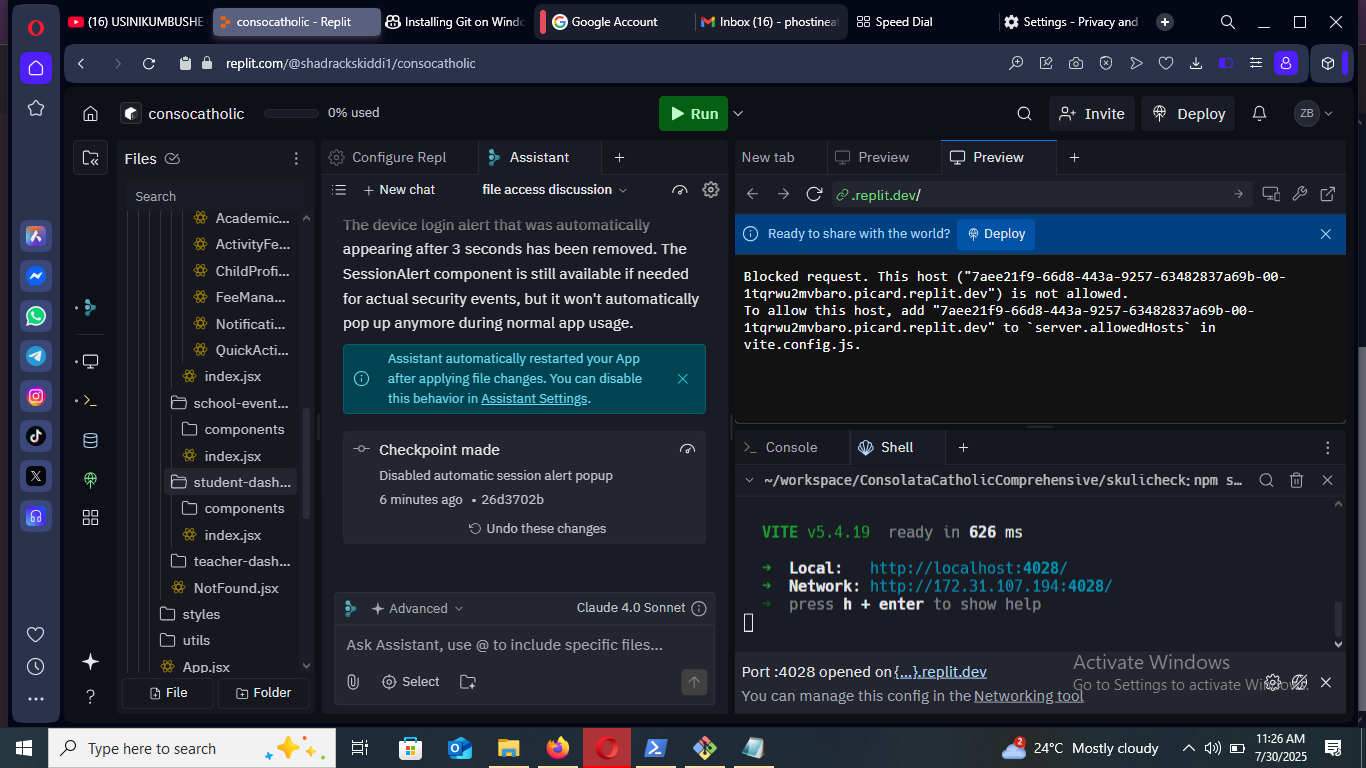 (16) USINIKUMBUSHE
consocatholic - Replit
Installing Git on Windo
Google Account
Inbox (16) - phostineat
Speed Dial
Settings - Privacy and
replit.com/@shadrackskiddi1/consocatholic
consocatholic
0% used
Run
Invite
Deploy
ZB
Files
Search
Academic...
ActivityFe...
ChildProfi...
FeeMana...
Notificati...
QuickActi...
index.jsx
school-event...
components
index.jsx
student-dash...
components
index.jsx
teacher-dash...
NotFound.jsx
styles
utils
App.jsx
File
Folder
Configure Repl
Assistant
New chat
file access discussion
The device login alert that was automatically
appearing after 3 seconds has been removed. The
SessionAlert component is still available if needed
for actual security events, but it won't automatically
pop up anymore during normal app usage.
Assistant automatically restarted your App
after applying file changes. You can disable
this behavior in Assistant Settings.
Checkpoint made
Disabled automatic session alert popup
6 minutes ago • 26d3702b
Undo these changes
Advanced
Claude 4.0 Sonnet
Ask Assistant, use @ to include specific files...
Select
New tab
Preview
Preview
.replit.dev/
Ready to share with the world?
Deploy
Blocked request. This host ("7aee21f9-66d8-443a-9257-63482837a69b-00-
1tqrwu2mvbaro.picard.replit.dev") is not allowed.
To allow this host, add "7aee21f9-66d8-443a-9257-63482837a69b-00-
1tqrwu2mvbaro.picard.replit.dev" to `server.allowedHosts` in
vite.config.js.
Console
Shell
~/workspace/ConsolataCatholicComprehensive/skulicheck: npm s...
VITE v5.4.19 ready in 626 ms
➜ Local: http://localhost:4028/
➜ Network: http://172.31.107.194:4028/
➜ press h + enter to show help
Port :4028 opened on {...}.replit.dev
You can manage this config in the Networking tool
Activate Windows
Go to Settings to activate Windows.
Type here to search
2
24°C Mostly cloudy
11:26 AM
7/30/2025